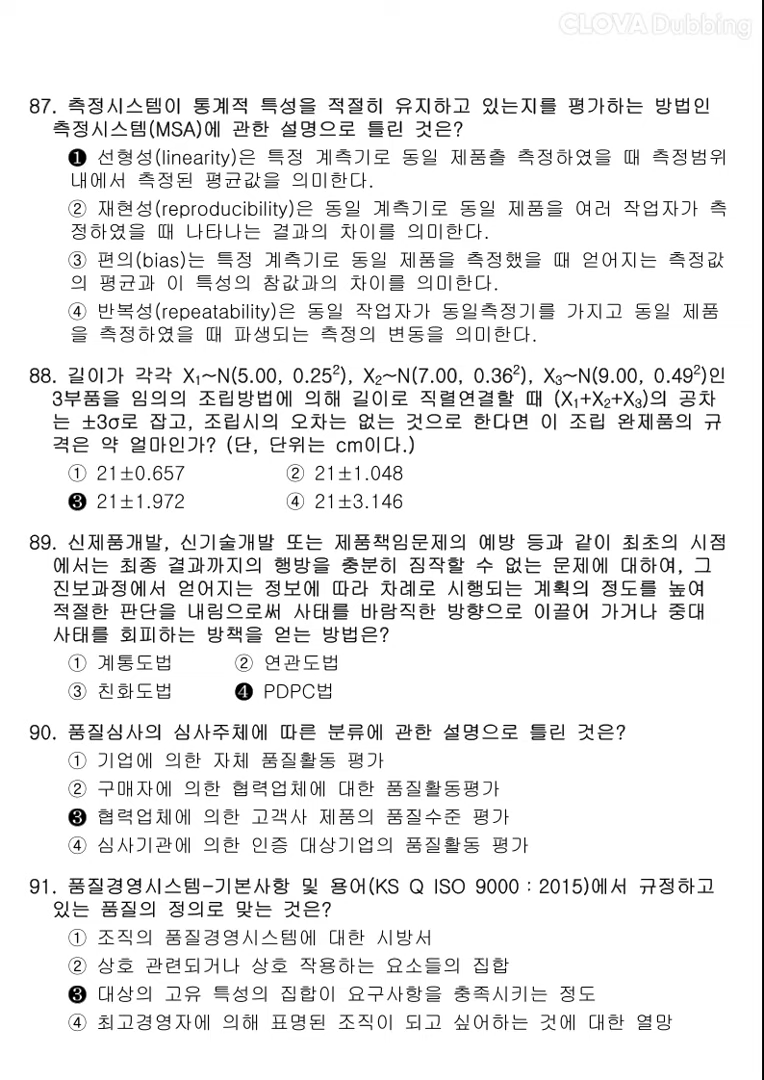 CLOVA Dubbing
87. 측정시스템이 통계적 특성을 적절히 유지하고 있는지를 평가하는 방법인
측정시스템(MSA)에 관한 설명으로 틀린 것은?
❶ 선형성(linearity)은 특정 계측기로 동일 제품츨 측정하였을 때 측정범위
내에서 측정된 평균값을 의미한다.
② 재현성(reproducibility)은 동일 계측기로 동일 제품을 여러 작업자가 측
정하였을 때 나타나는 결과의 차이를 의미한다.
③ 편의(bias)는 특정 계측기로 동일 제품을 측정했을 때 얻어지는 측정값
의 평균과 이 특성의 참값과의 차이를 의미한다.
④ 반복성(repeatability)은 동일 작업자가 동일측정기를 가지고 동일 제품
을 측정하였을 때 파생되는 측정의 변동을 의미한다.
88. 길이가 각각 X₁~N(5.00, 0.25²), X₂~N(7.00, 0.36²), X₃~N(9.00, 0.49²)인
3부품을 임의의 조립방법에 의해 길이로 직렬연결할 때 (X₁+X₂+X₃)의 공차
는 ±3σ로 잡고, 조립시의 오차는 없는 것으로 한다면 이 조립 완제품의 규
격은 약 얼마인가? (단, 단위는 cm이다.)
① 21±0.657 ② 21±1.048
❸ 21±1.972 ④ 21±3.146
89. 신제품개발, 신기술개발 또는 제품책임문제의 예방 등과 같이 최초의 시점
에서는 최종 결과까지의 행방을 충분히 짐작할 수 없는 문제에 대하여, 그
진보과정에서 얻어지는 정보에 따라 차례로 시행되는 계획의 정도를 높여
적절한 판단을 내림으로써 사태를 바람직한 방향으로 이끌어 가거나 중대
사태를 회피하는 방책을 얻는 방법은?
① 계통도법 ② 연관도법
③ 친화도법 ❹ PDPC법
90. 품질심사의 심사주체에 따른 분류에 관한 설명으로 틀린 것은?
① 기업에 의한 자체 품질활동 평가
② 구매자에 의한 협력업체에 대한 품질활동평가
❸ 협력업체에 의한 고객사 제품의 품질수준 평가
④ 심사기관에 의한 인증 대상기업의 품질활동 평가
91. 품질경영시스템-기본사항 및 용어(KS Q ISO 9000 : 2015)에서 규정하고
있는 품질의 정의로 맞는 것은?
① 조직의 품질경영시스템에 대한 시방서
② 상호 관련되거나 상호 작용하는 요소들의 집합
❸ 대상의 고유 특성의 집합이 요구사항을 충족시키는 정도
④ 최고경영자에 의해 표명된 조직이 되고 싶어하는 것에 대한 열망